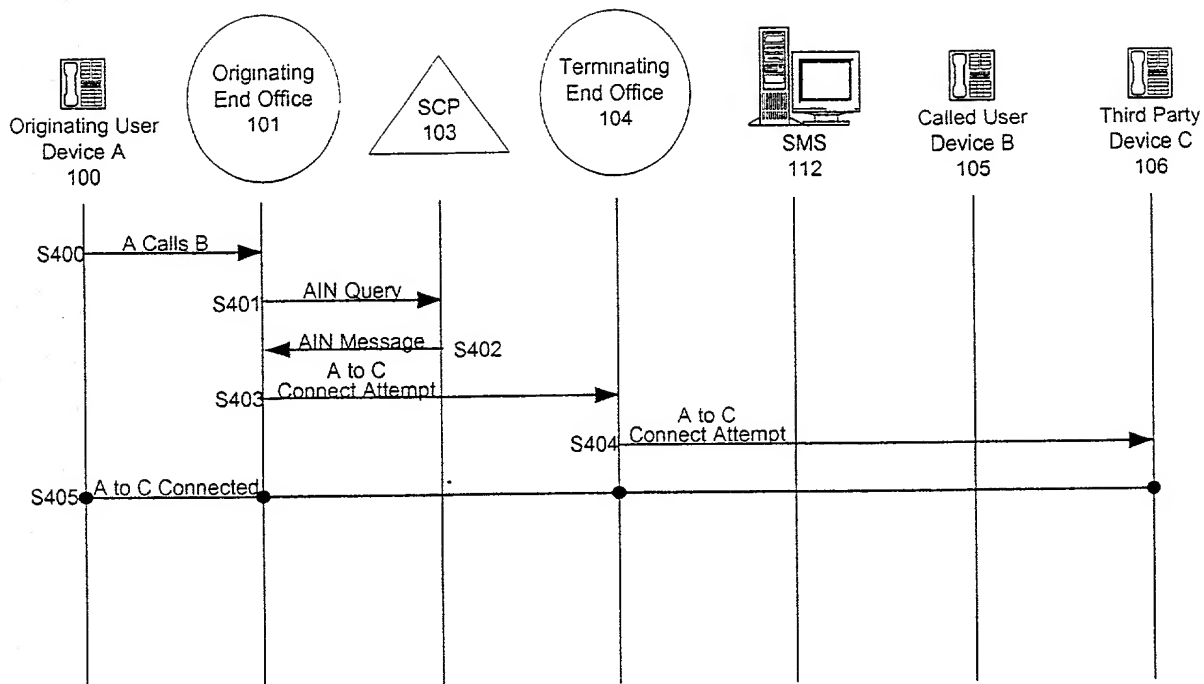 Originating User
Device A
100
Originating
End Office
101
SCP
103
Terminating
End Office
104
SMS
112
Called User
Device B
105
Third Party
Device C
106
S400
A Calls B
S401
AIN Query
AIN Message
S402
A to C
S403
Connect Attempt
A to C
S404
Connect Attempt
S405
A to C Connected